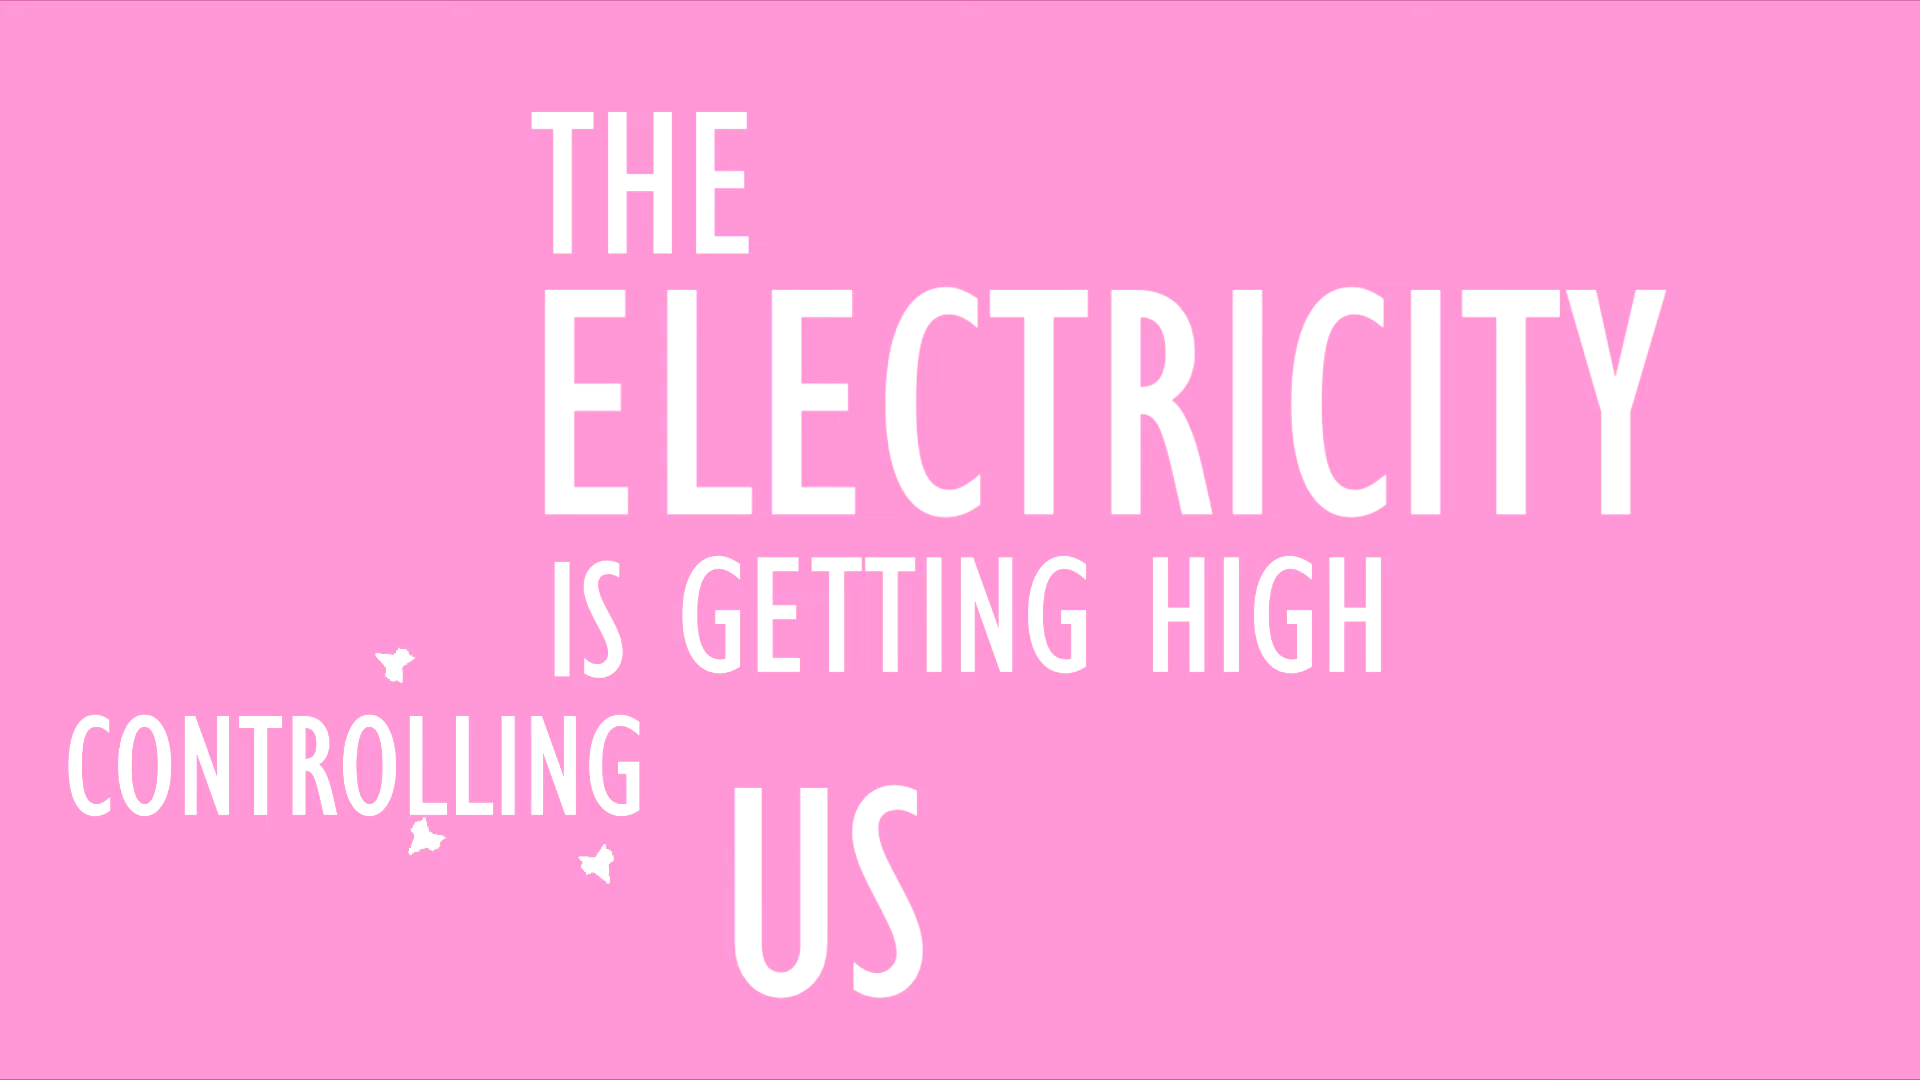 THE
ELECTRICITY
IS GETTING HIGH
CONTROLLING
US